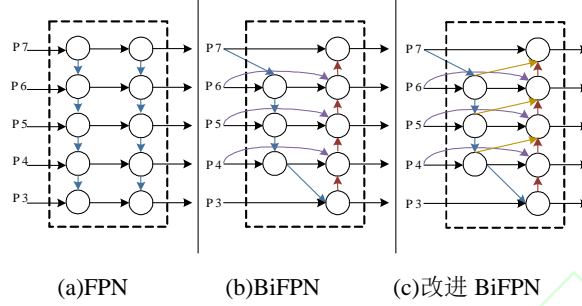 P7 P7 P7
P6 P6 P6
P5 P5 P5
P4 P4 P4
P3 P3 P3
(a)FPN (b)BiFPN (c)改进 BiFPN